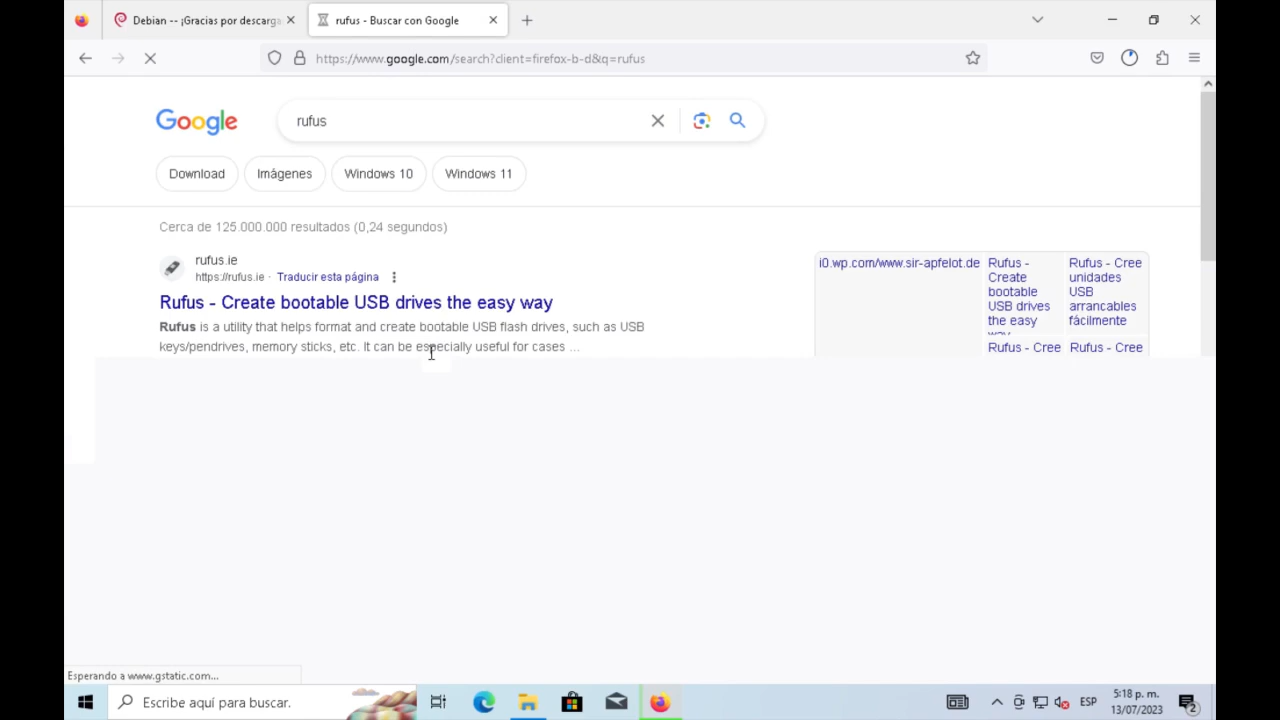 Debian -- ¡Gracias por descarga
rufus - Buscar con Google
https://www.google.com/search?client=firefox-b-d&q=rufus
Google
rufus
Download
Imágenes
Windows 10
Windows 11
Cerca de 125.000.000 resultados (0,24 segundos)
rufus.ie
https://rufus.ie · Traducir esta página
Rufus - Create bootable USB drives the easy way
Rufus is a utility that helps format and create bootable USB flash drives, such as USB
keys/pendrives, memory sticks, etc. It can be especially useful for cases ...
i0.wp.com/www.sir-apfelot.de
Rufus -
Create
bootable
USB drives
the easy
way
Rufus - Cree
unidades
USB
arrancables
fácilmente
Rufus - Cree
Rufus - Cree
Esperando a www.gstatic.com...
Escribe aquí para buscar.
ESP
5:18 p. m.
13/07/2023
2